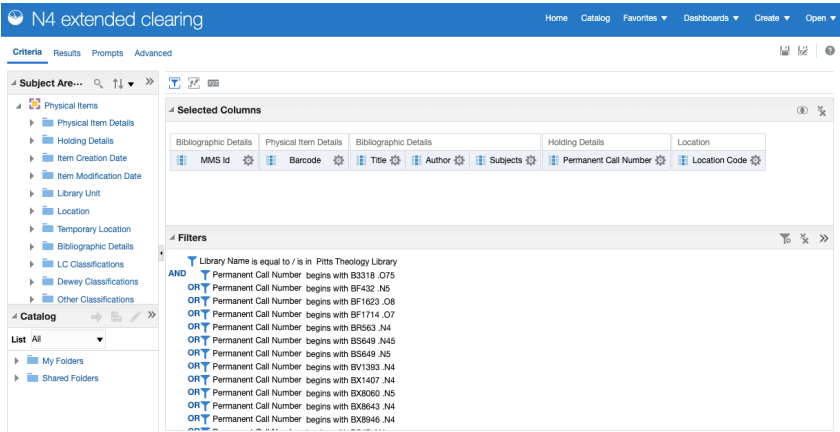 N4 extended clearing
Home Catalog Favorites ▼ Dashboards ▼ Create ▼ Open ▼
Criteria Results Prompts Advanced
Subject Are···
Physical Items
Physical Item Details
Holding Details
Item Creation Date
Item Modification Date
Library Unit
Location
Temporary Location
Bibliographic Details
LC Classifications
Dewey Classifications
Other Classifications
Catalog
List All
My Folders
Shared Folders
Selected Columns
Bibliographic Details Physical Item Details Bibliographic Details Holding Details Location
MMS Id Barcode Title Author Subjects Permanent Call Number Location Code
Filters
Library Name is equal to / is in Pitts Theology Library
AND Permanent Call Number begins with B3318 .O75
OR Permanent Call Number begins with BF432 .N5
OR Permanent Call Number begins with BF1623 .O8
OR Permanent Call Number begins with BF1714 .O7
OR Permanent Call Number begins with BR563 .N4
OR Permanent Call Number begins with BS649 .N45
OR Permanent Call Number begins with BS649 .N5
OR Permanent Call Number begins with BV1393 .N4
OR Permanent Call Number begins with BX1407 .N4
OR Permanent Call Number begins with BX8060 .N5
OR Permanent Call Number begins with BX8643 .N4
OR Permanent Call Number begins with BX8946 .N4